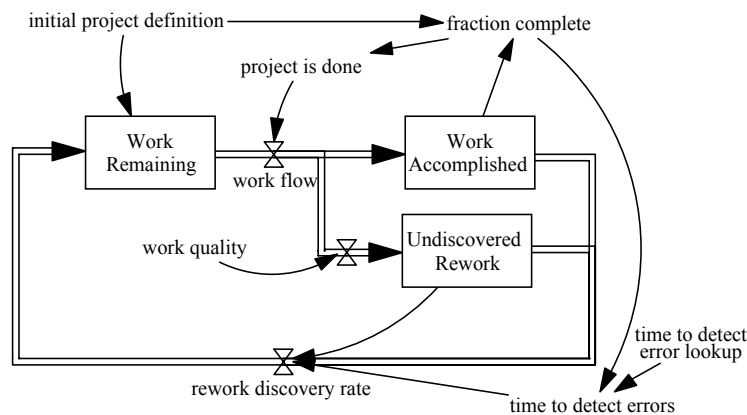 initial project definition
fraction complete
project is done
Work
Remaining
Work
Accomplished
work flow
Undiscovered
Rework
work quality
time to detect
error lookup
rework discovery rate
time to detect errors